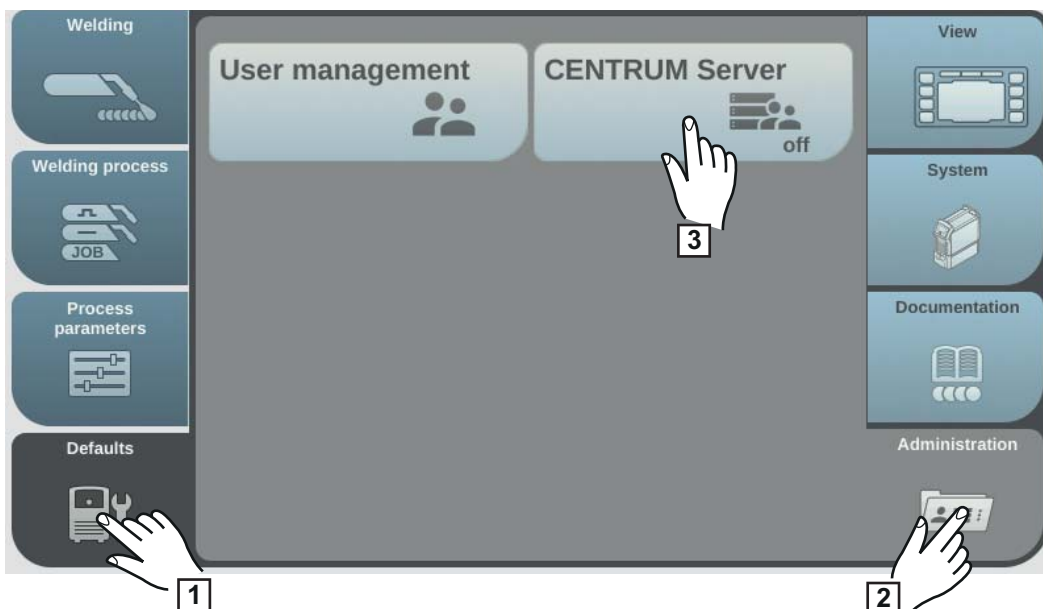 Welding
Welding process
JOB
Process
parameters
Defaults
User management
CENTRUM Server
off
View
System
Documentation
Administration
1
2
3